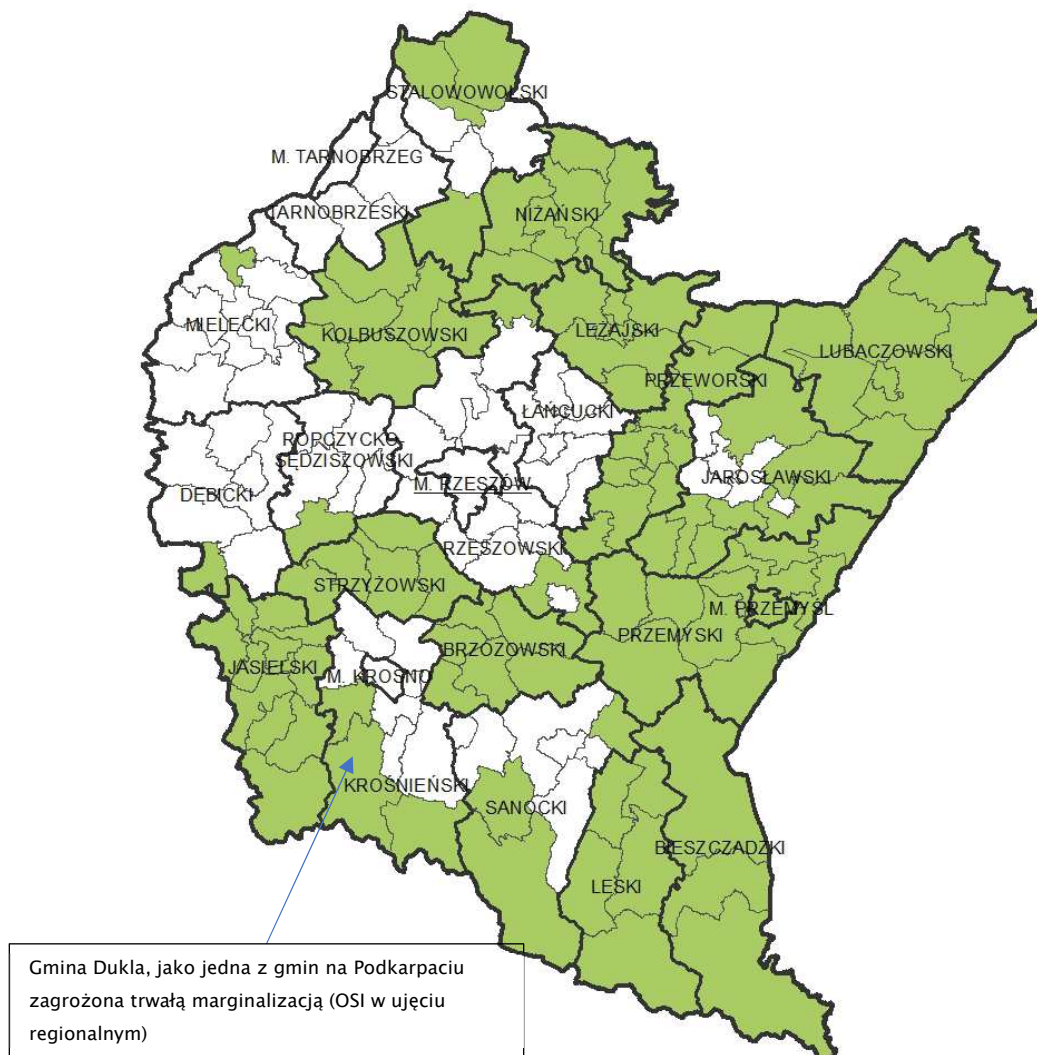 STALOWOWOLSKI
M. TARNOBRZEG
TARNOBRZESKI
NIŻAŃSKI
MIELECKI
KOLBUSZOWSKI
LEŻAJSKI
LUBACZOWSKI
PRZEWORSKI
ŁAŃCUCKI
ROPCZYCKO-
SĘDZISZOWSKI
M. RZESZÓW
JAROSŁAWSKI
DĘBICKI
RZESZOWSKI
STRZYŻOWSKI
M. PRZEMYŚL
PRZEMYSKI
BRZOZOWSKI
JASIELSKI
M. KROSNO
KROŚNIEŃSKI
SANOCKI
BIESZCZADZKI
LESKI
Gmina Dukla, jako jedna z gmin na Podkarpaciu
zagrożona trwałą marginalizacją (OSI w ujęciu
regionalnym)